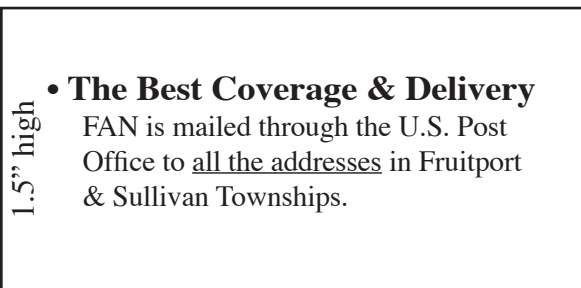 1.5” high
• The Best Coverage & Delivery
FAN is mailed through the U.S. Post
Office to all the addresses in Fruitport
& Sullivan Townships.